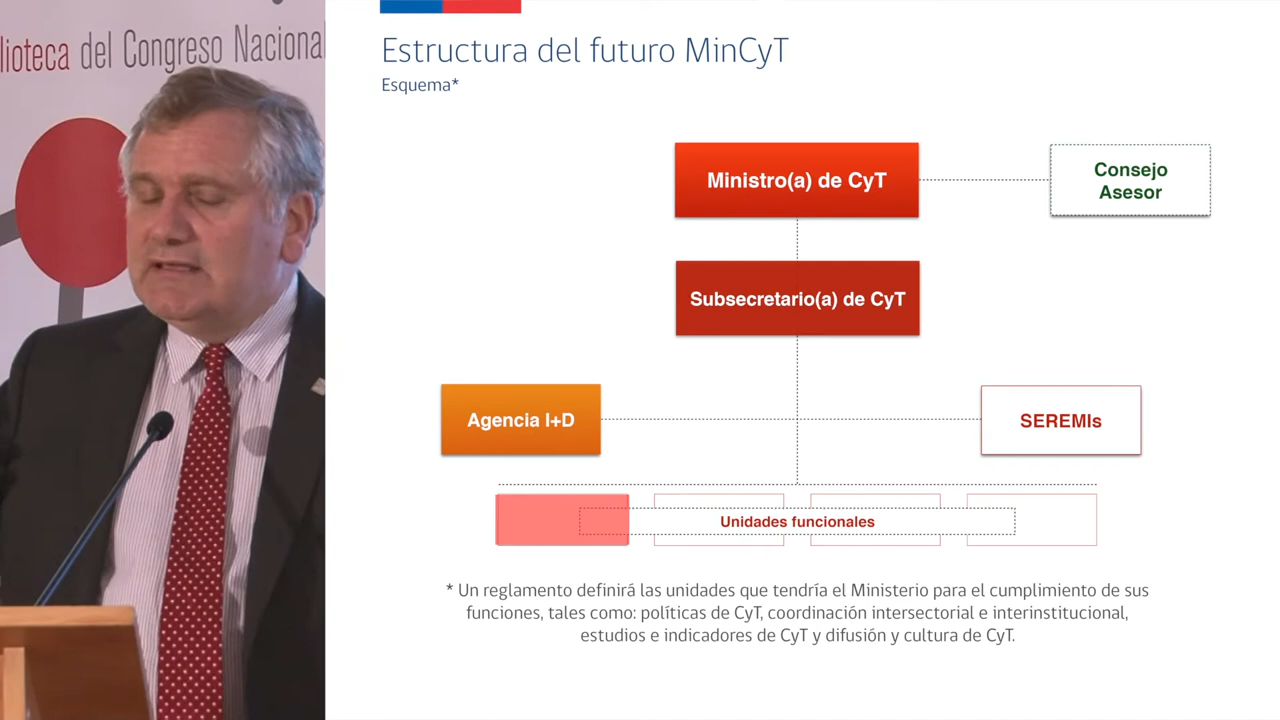 lioteca del Congreso Nacional
Estructura del futuro MinCyT
Esquema*
Ministro(a) de CyT
Consejo
Asesor
Subsecretario(a) de CyT
Agencia I+D
SEREMIs
Unidades funcionales
* Un reglamento definirá las unidades que tendría el Ministerio para el cumplimiento de sus
funciones, tales como: políticas de CyT, coordinación intersectorial e interinstitucional,
estudios e indicadores de CyT y difusión y cultura de CyT.